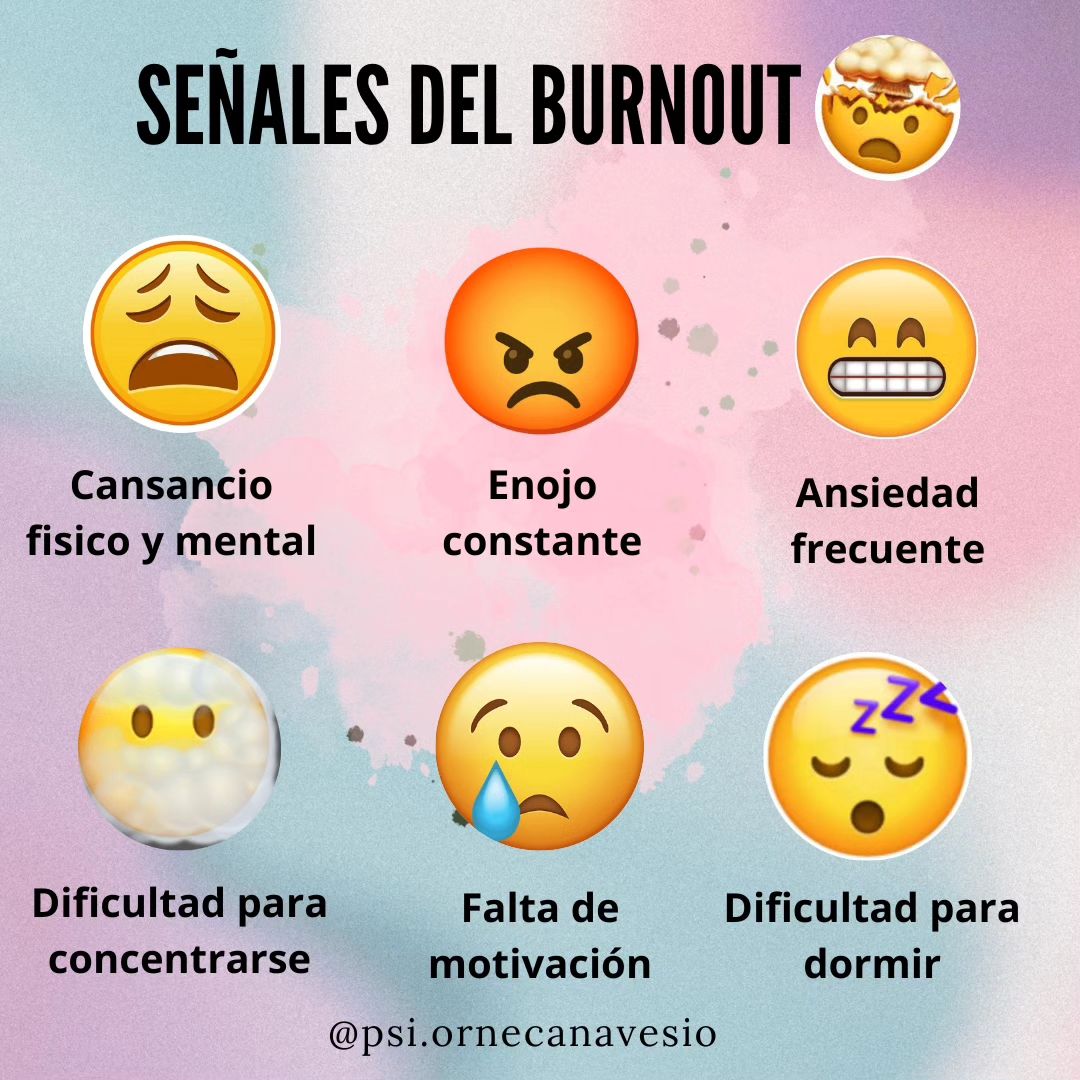 SEÑALES DEL BURNOUT
Cansancio
fisico y mental
Enojo
constante
Ansiedad
frecuente
Dificultad para
concentrarse
Falta de
motivación
Dificultad para
dormir
@psi.ornecanavesio